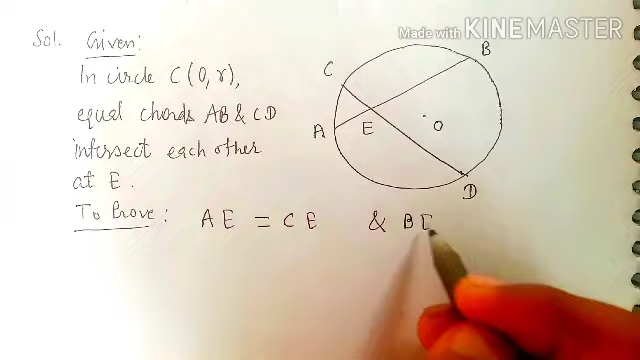 Made with KINEMASTER
Sol. Given:
In circle C(O, r),
equal chords AB & CD
intersect each other
at E.
To Prove: AE = CE & BE
C
B
A
E
O
D